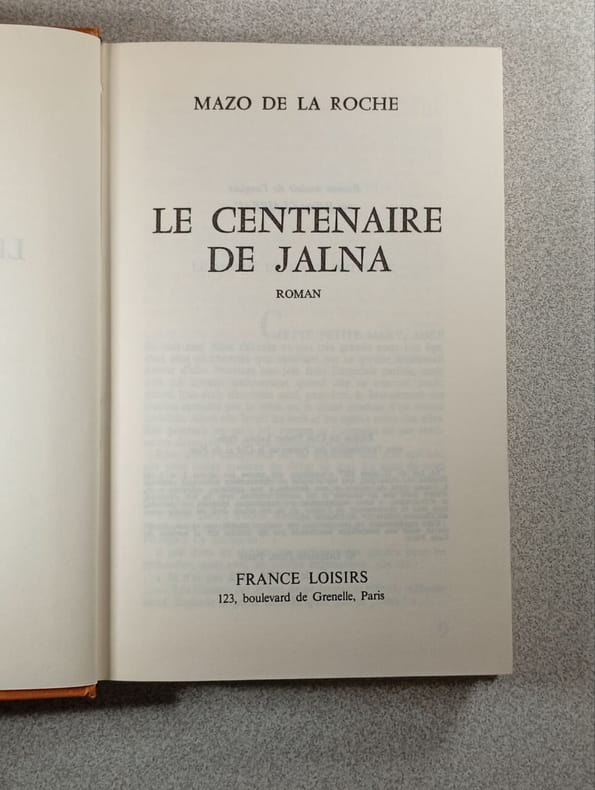 MAZO DE LA ROCHE
LE CENTENAIRE
DE JALNA
ROMAN
FRANCE LOISIRS
123, boulevard de Grenelle, Paris